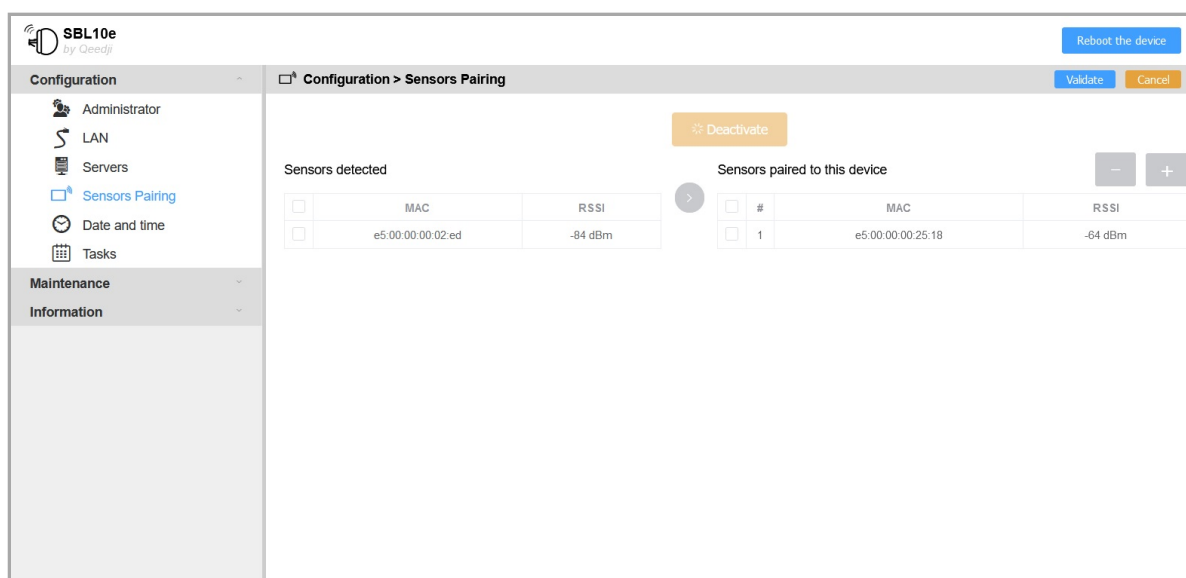 SBL10e
by Qeedji
Reboot the device
Configuration
Configuration > Sensors Pairing
Validate
Cancel
Administrator
LAN
Servers
Sensors Pairing
Date and time
Tasks
Maintenance
Information
Deactivate
Sensors detected
MAC RSSI
e5:00:00:00:02:ed -84 dBm
>
Sensors paired to this device
− +
# MAC RSSI
1 e5:00:00:00:25:18 -64 dBm